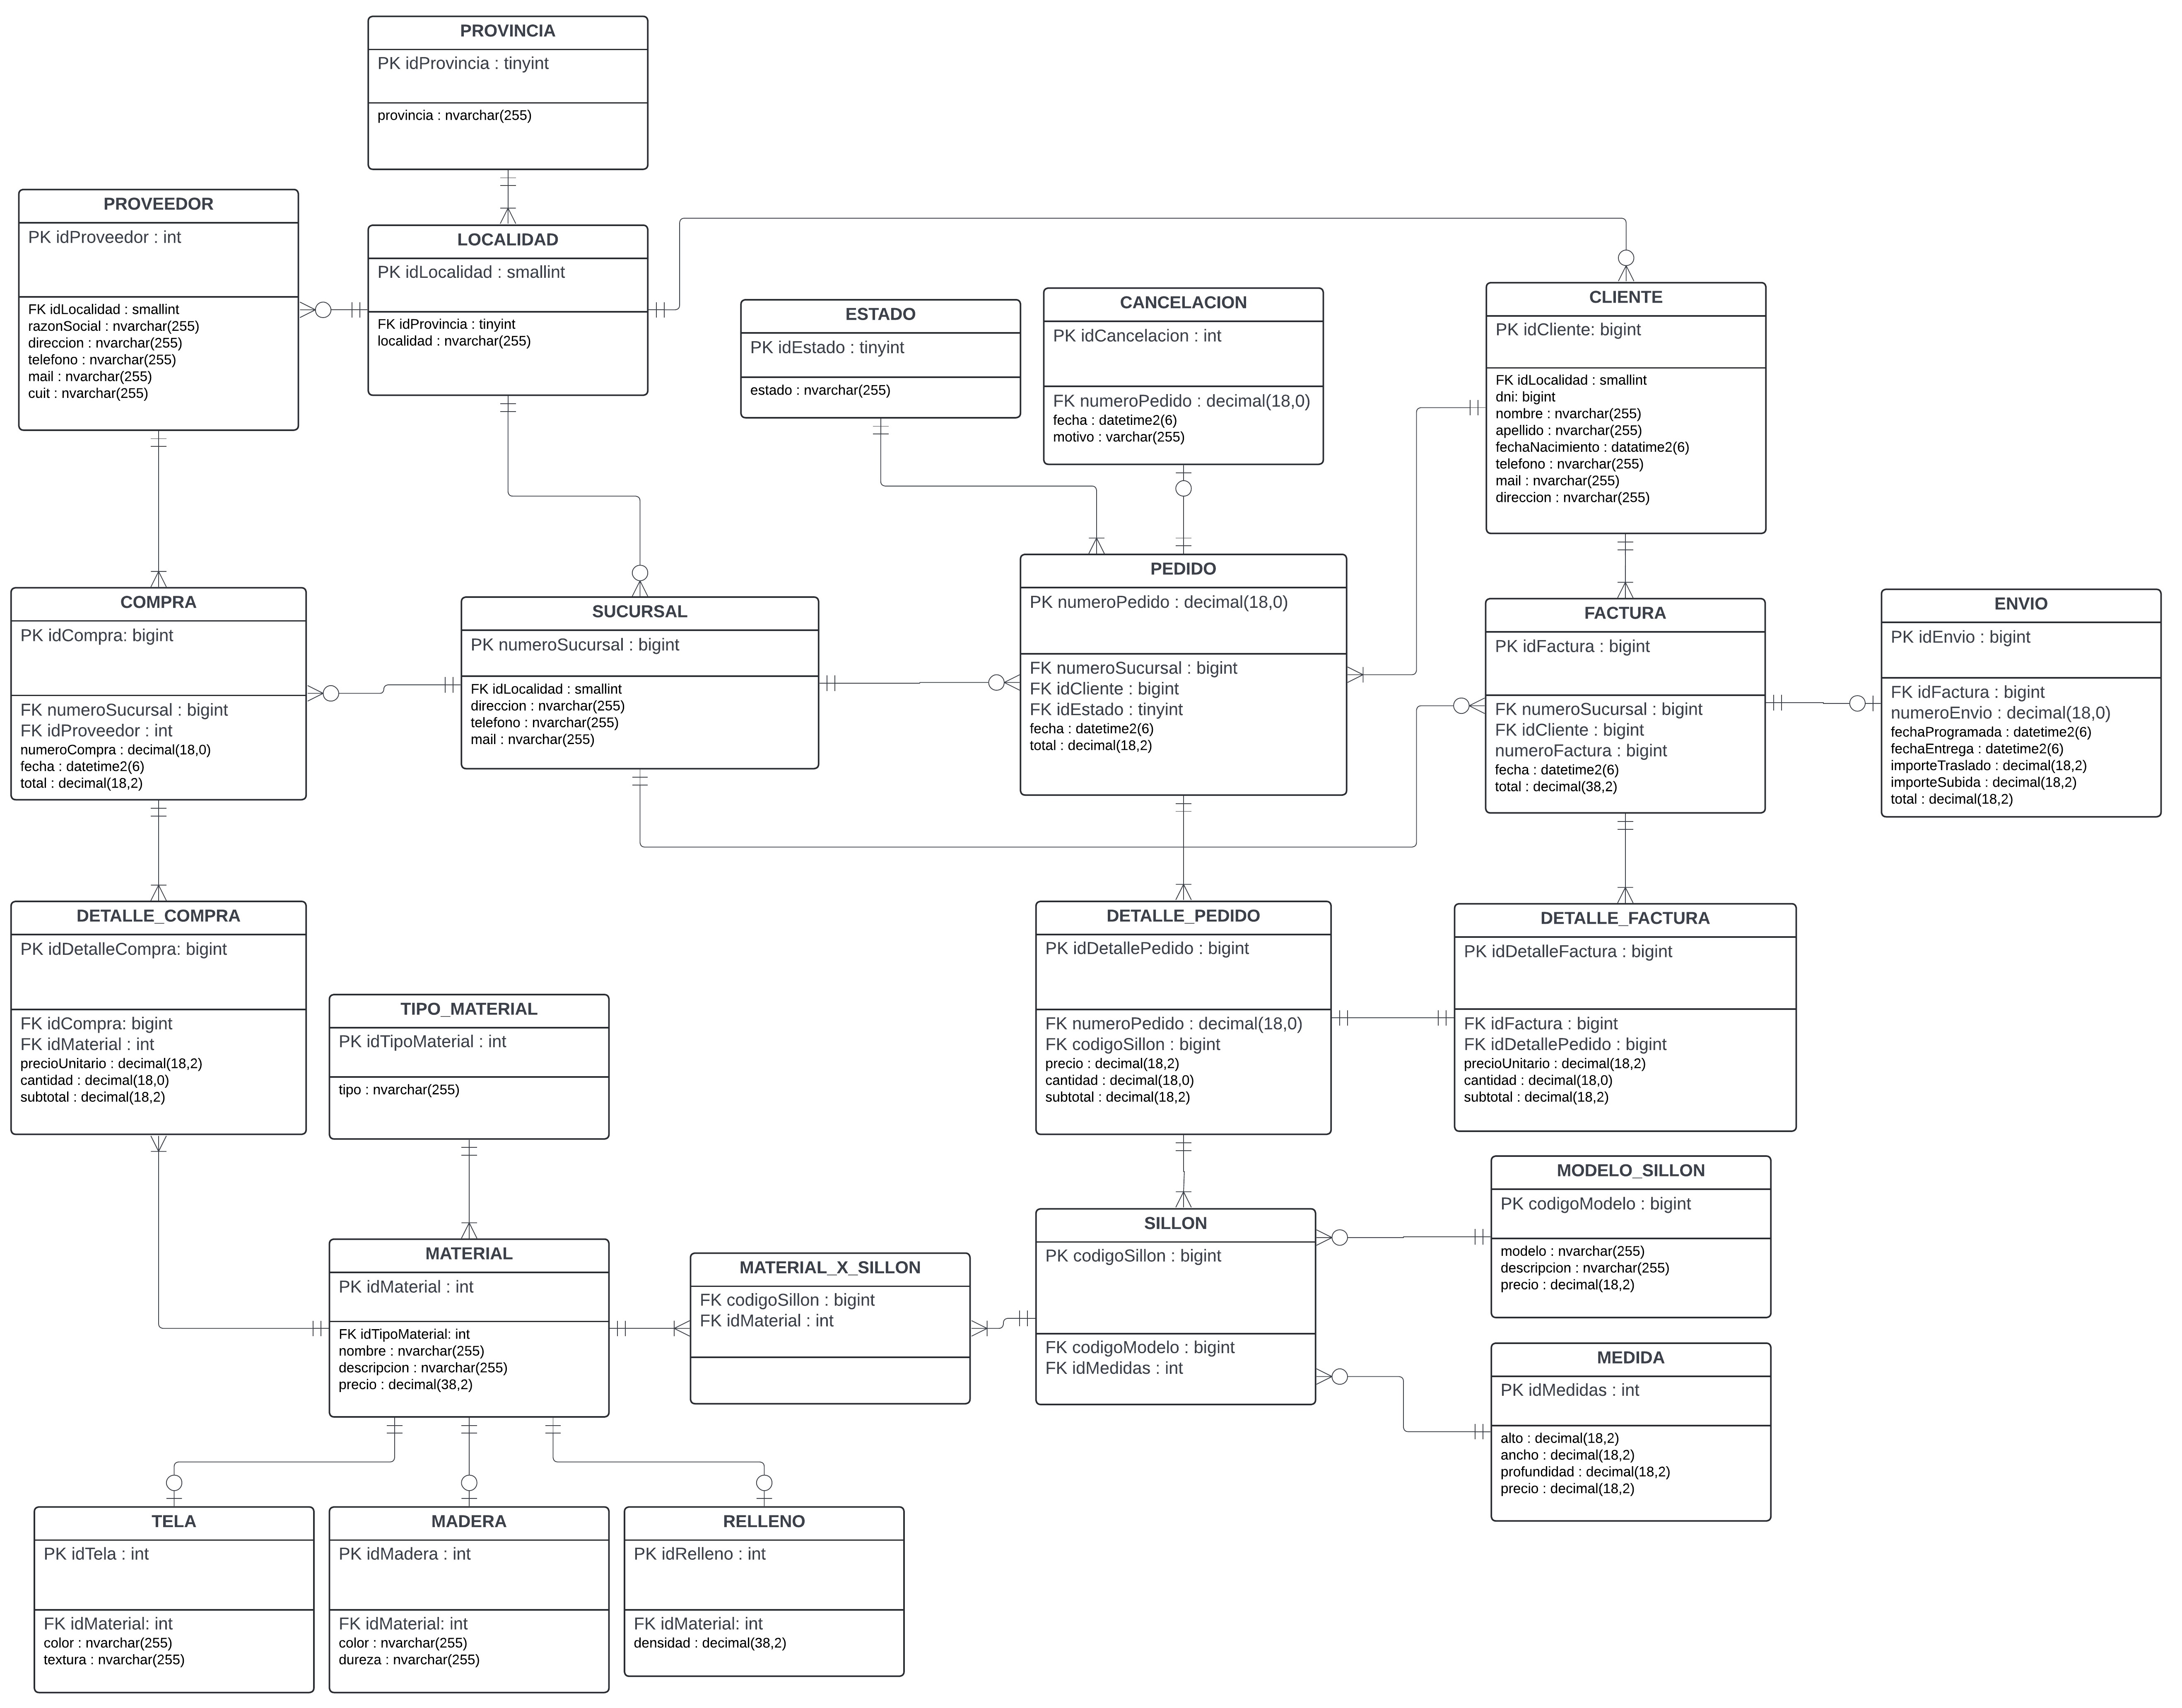 PROVINCIA
PK idProvincia : tinyint
provincia : nvarchar(255)
PROVEEDOR
PK idProveedor : int
FK idLocalidad : smallint
razonSocial : nvarchar(255)
direccion : nvarchar(255)
telefono : nvarchar(255)
mail : nvarchar(255)
cuit : nvarchar(255)
LOCALIDAD
PK idLocalidad : smallint
FK idProvincia : tinyint
localidad : nvarchar(255)
ESTADO
PK idEstado : tinyint
estado : nvarchar(255)
CANCELACION
PK idCancelacion : int
FK numeroPedido : decimal(18,0)
fecha : datetime2(6)
motivo : varchar(255)
CLIENTE
PK idCliente: bigint
FK idLocalidad : smallint
dni: bigint
nombre : nvarchar(255)
apellido : nvarchar(255)
fechaNacimiento : datatime2(6)
telefono : nvarchar(255)
mail : nvarchar(255)
direccion : nvarchar(255)
COMPRA
PK idCompra: bigint
FK numeroSucursal : bigint
FK idProveedor : int
numeroCompra : decimal(18,0)
fecha : datetime2(6)
total : decimal(18,2)
SUCURSAL
PK numeroSucursal : bigint
FK idLocalidad : smallint
direccion : nvarchar(255)
telefono : nvarchar(255)
mail : nvarchar(255)
PEDIDO
PK numeroPedido : decimal(18,0)
FK numeroSucursal : bigint
FK idCliente : bigint
FK idEstado : tinyint
fecha : datetime2(6)
total : decimal(18,2)
FACTURA
PK idFactura : bigint
FK numeroSucursal : bigint
FK idCliente : bigint
numeroFactura : bigint
fecha : datetime2(6)
total : decimal(38,2)
ENVIO
PK idEnvio : bigint
FK idFactura : bigint
numeroEnvio : decimal(18,0)
fechaProgramada : datetime2(6)
fechaEntrega : datetime2(6)
importeTraslado : decimal(18,2)
importeSubida : decimal(18,2)
total : decimal(18,2)
DETALLE_COMPRA
PK idDetalleCompra: bigint
FK idCompra: bigint
FK idMaterial : int
precioUnitario : decimal(18,2)
cantidad : decimal(18,0)
subtotal : decimal(18,2)
TIPO_MATERIAL
PK idTipoMaterial : int
tipo : nvarchar(255)
DETALLE_PEDIDO
PK idDetallePedido : bigint
FK numeroPedido : decimal(18,0)
FK codigoSillon : bigint
precio : decimal(18,2)
cantidad : decimal(18,0)
subtotal : decimal(18,2)
DETALLE_FACTURA
PK idDetalleFactura : bigint
FK idFactura : bigint
FK idDetallePedido : bigint
precioUnitario : decimal(18,2)
cantidad : decimal(18,0)
subtotal : decimal(18,2)
MATERIAL
PK idMaterial : int
FK idTipoMaterial: int
nombre : nvarchar(255)
descripcion : nvarchar(255)
precio : decimal(38,2)
MATERIAL_X_SILLON
FK codigoSillon : bigint
FK idMaterial : int
SILLON
PK codigoSillon : bigint
FK codigoModelo : bigint
FK idMedidas : int
MODELO_SILLON
PK codigoModelo : bigint
modelo : nvarchar(255)
descripcion : nvarchar(255)
precio : decimal(18,2)
MEDIDA
PK idMedidas : int
alto : decimal(18,2)
ancho : decimal(18,2)
profundidad : decimal(18,2)
precio : decimal(18,2)
TELA
PK idTela : int
FK idMaterial: int
color : nvarchar(255)
textura : nvarchar(255)
MADERA
PK idMadera : int
FK idMaterial: int
color : nvarchar(255)
dureza : nvarchar(255)
RELLENO
PK idRelleno : int
FK idMaterial: int
densidad : decimal(38,2)